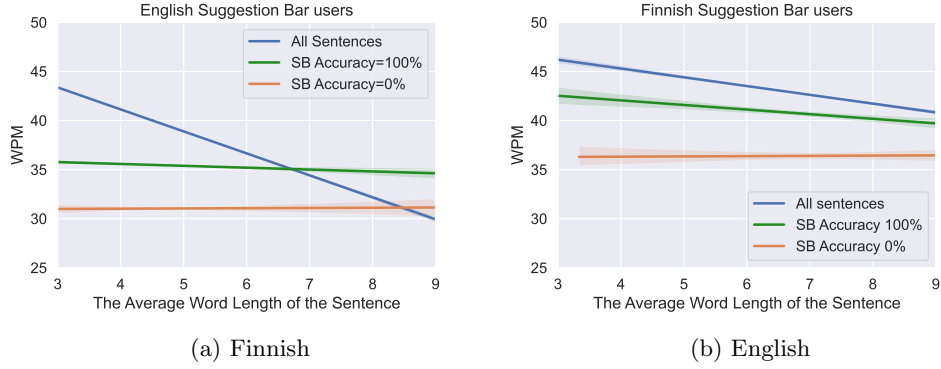 English Suggestion Bar users
50
45
40
35
30
25
WPM
All Sentences
SB Accuracy=100%
SB Accuracy=0%
3 4 5 6 7 8 9
The Average Word Length of the Sentence
(a) Finnish
Finnish Suggestion Bar users
50
45
40
35
30
25
WPM
All sentences
SB Accuracy 100%
SB Accuracy 0%
3 4 5 6 7 8 9
The Average Word Length of the Sentence
(b) English